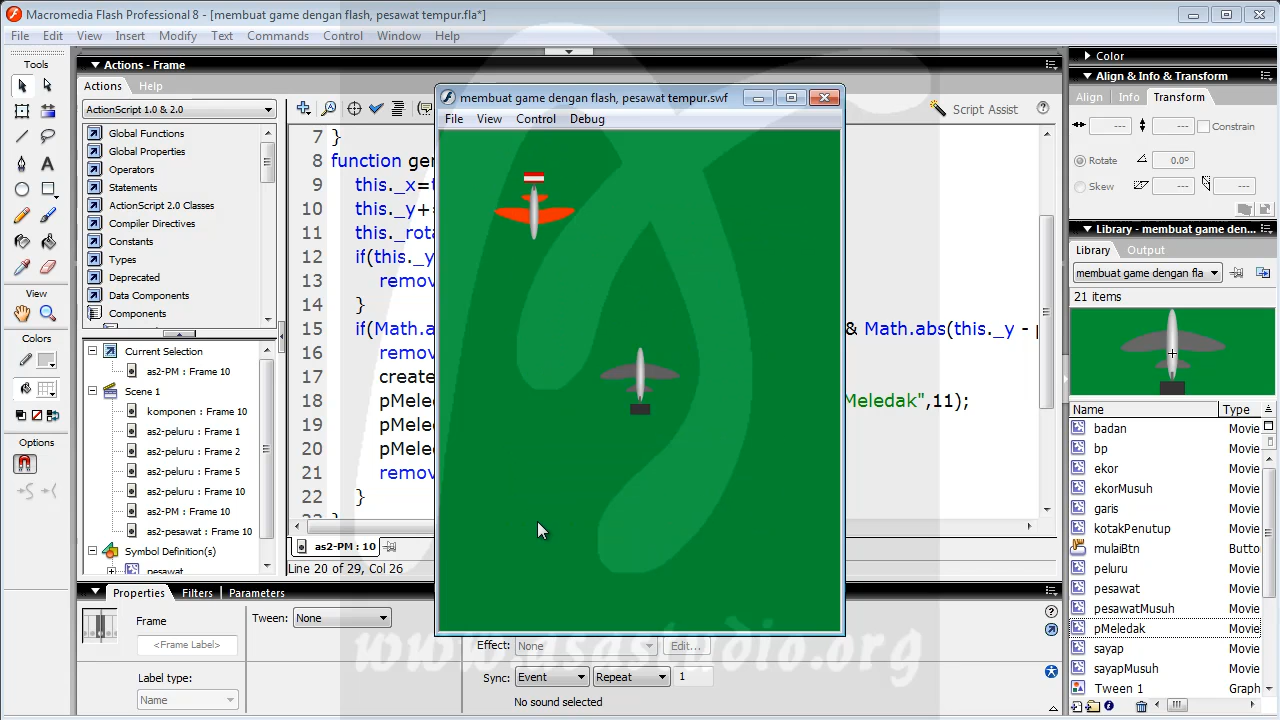 Macromedia Flash Professional 8 - [membuat game dengan flash, pesawat tempur.fla*]
File Edit View Insert Modify Text Commands Control Window Help
Tools
View
Colors
Options
Actions - Frame
Actions Help
ActionScript 1.0 & 2.0
Script Assist
Global Functions
Global Properties
Operators
Statements
ActionScript 2.0 Classes
Compiler Directives
Constants
Types
Deprecated
Data Components
Components
Current Selection
as2-PM : Frame 10
Scene 1
komponen : Frame 10
as2-peluru : Frame 1
as2-peluru : Frame 2
as2-peluru : Frame 5
as2-peluru : Frame 10
as2-PM : Frame 10
as2-pesawat : Frame 10
Symbol Definition(s)
pesawat
7 }
8 function ger
9 this._x=t
10 this._y+=
11 this._rota
12 if(this._y
13 remov
14 }
15 if(Math.a & Math.abs(this._y - p
16 remov
17 create
18 pMeled Meledak",11);
19 pMeled
20 pMeled
21 remov
22 }
as2-PM : 10
Line 20 of 29, Col 26
membuat game dengan flash, pesawat tempur.swf
File View Control Debug
Properties Filters Parameters
Frame
<Frame Label>
Label type:
Name
Tween: None
Effect: None Edit...
Sync: Event Repeat 1
No sound selected
www.asastudio.org
Color
Align & Info & Transform
Align Info Transform
--- --- Constrain
Rotate 0.0°
Skew --- ---
Library - membuat game den...
Library Output
membuat game dengan fla
21 items
Name Type
badan Movie
bp Movie
ekor Movie
ekorMusuh Movie
garis Movie
kotakPenutup Movie
mulaiBtn Butto
peluru Movie
pesawat Movie
pesawatMusuh Movie
pMeledak Movie
sayap Movie
sayapMusuh Movie
Tween 1 Graph